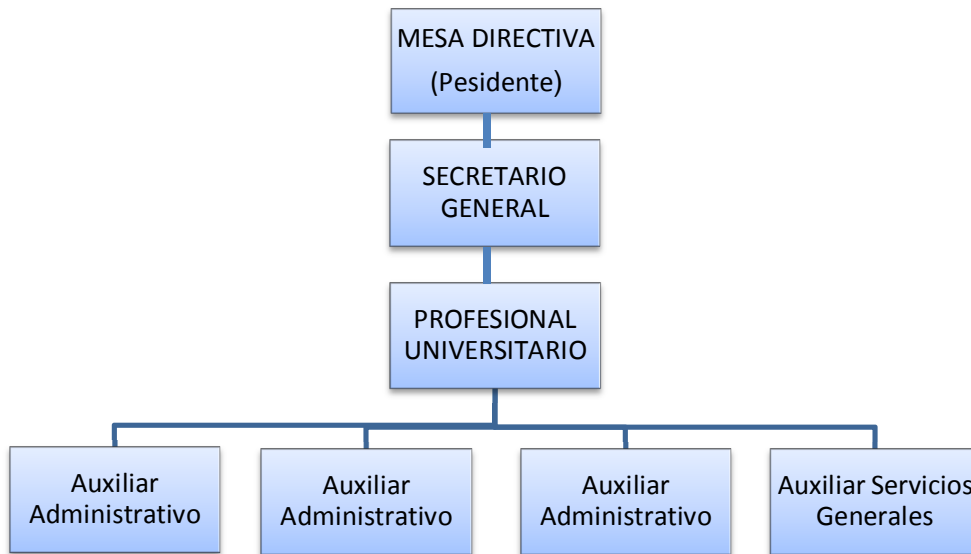 MESA DIRECTIVA
(Pesidente)
SECRETARIO
GENERAL
PROFESIONAL
UNIVERSITARIO
Auxiliar
Administrativo
Auxiliar
Administrativo
Auxiliar
Administrativo
Auxiliar Servicios
Generales